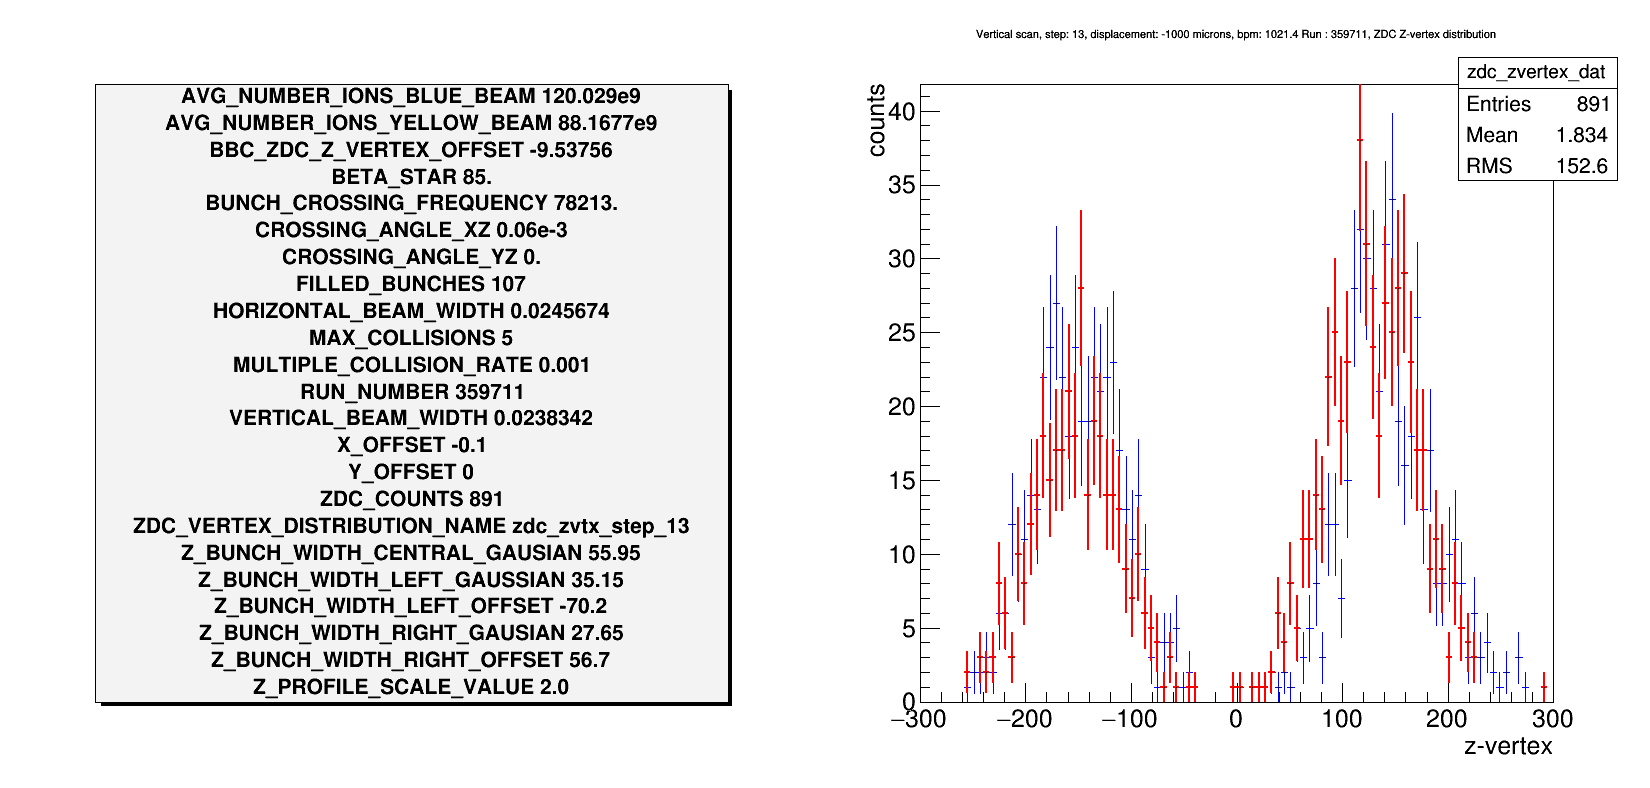 Vertical scan, step: 13, displacement: -1000 microns, bpm: 1021.4 Run : 359711, ZDC Z-vertex distribution
AVG_NUMBER_IONS_BLUE_BEAM 120.029e9
AVG_NUMBER_IONS_YELLOW_BEAM 88.1677e9
BBC_ZDC_Z_VERTEX_OFFSET -9.53756
BETA_STAR 85.
BUNCH_CROSSING_FREQUENCY 78213.
CROSSING_ANGLE_XZ 0.06e-3
CROSSING_ANGLE_YZ 0.
FILLED_BUNCHES 107
HORIZONTAL_BEAM_WIDTH 0.0245674
MAX_COLLISIONS 5
MULTIPLE_COLLISION_RATE 0.001
RUN_NUMBER 359711
VERTICAL_BEAM_WIDTH 0.0238342
X_OFFSET -0.1
Y_OFFSET 0
ZDC_COUNTS 891
ZDC_VERTEX_DISTRIBUTION_NAME zdc_zvtx_step_13
Z_BUNCH_WIDTH_CENTRAL_GAUSIAN 55.95
Z_BUNCH_WIDTH_LEFT_GAUSSIAN 35.15
Z_BUNCH_WIDTH_LEFT_OFFSET -70.2
Z_BUNCH_WIDTH_RIGHT_GAUSIAN 27.65
Z_BUNCH_WIDTH_RIGHT_OFFSET 56.7
Z_PROFILE_SCALE_VALUE 2.0
zdc_zvertex_dat
Entries 891
Mean 1.834
RMS 152.6
counts
40
35
30
25
20
15
10
5
0
−300 −200 −100 0 100 200 300
z-vertex